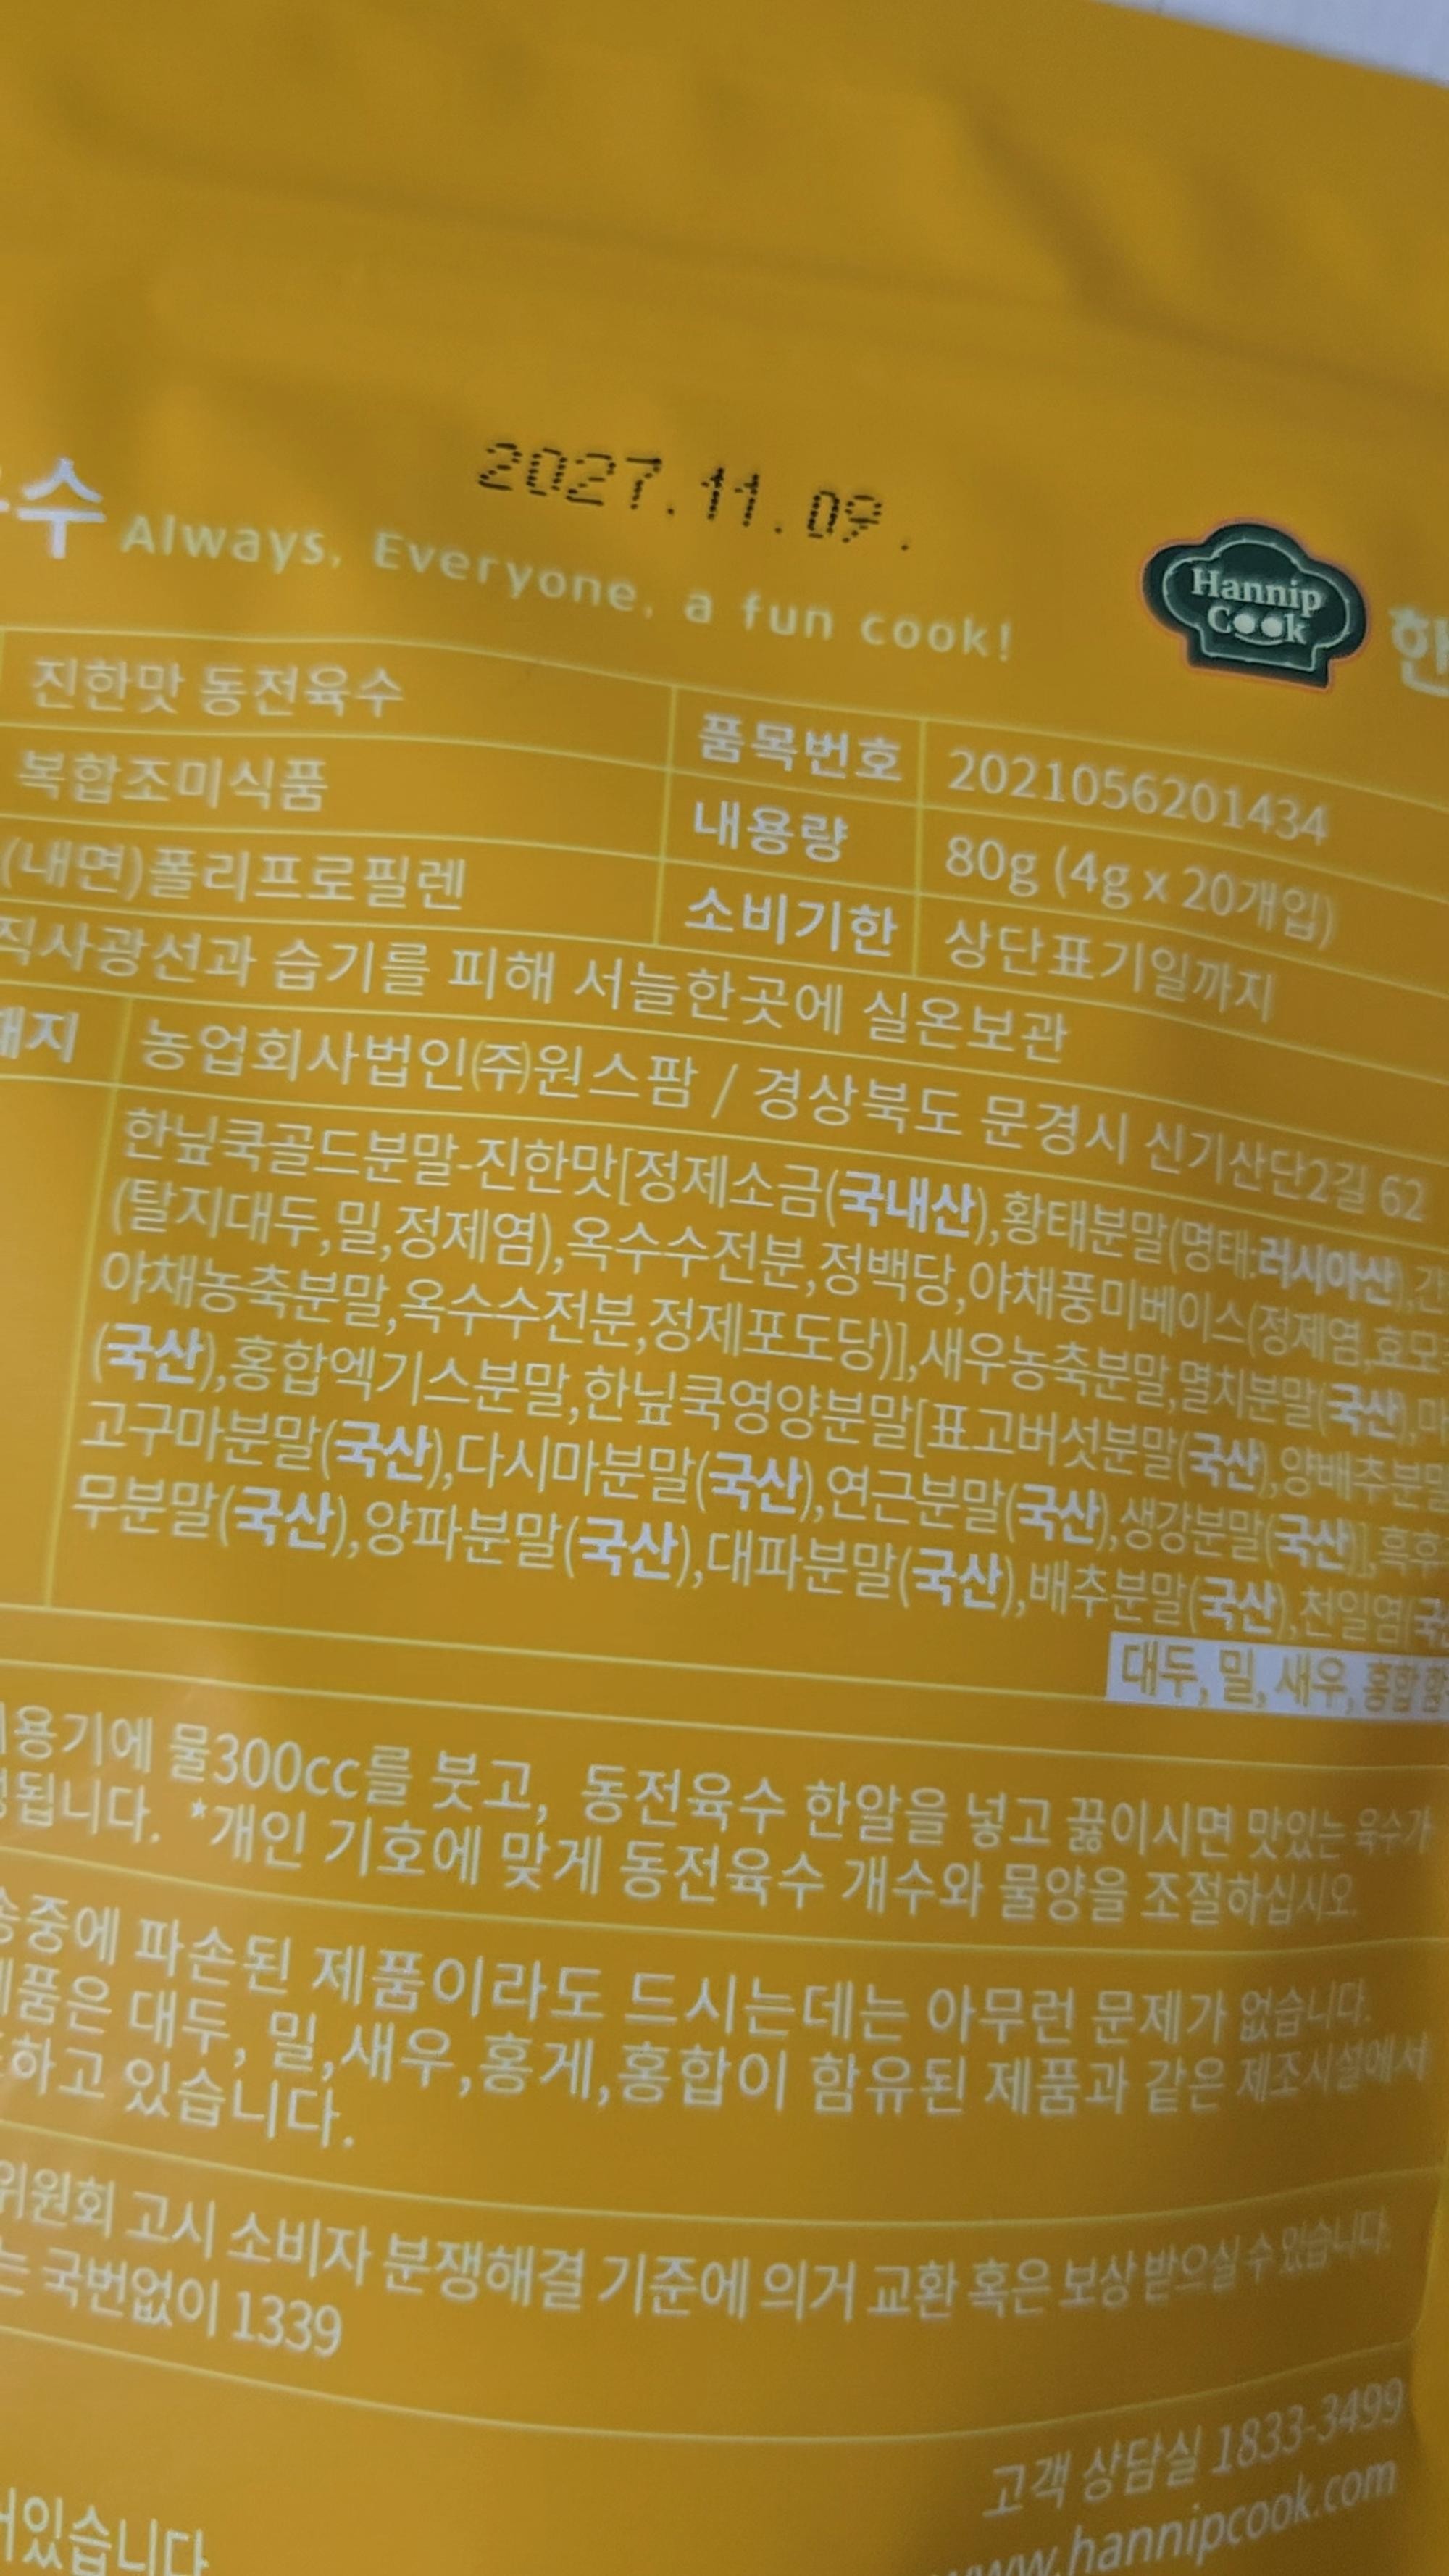 2027.11.09.
수
Always, Everyone, a fun cook!
Hannip
Cook
한
진한맛 동전육수
품목번호
2021056201434
복합조미식품
내용량
80g (4g x 20개입)
(내면)폴리프로필렌
소비기한
상단표기일까지
직사광선과 습기를 피해 서늘한곳에 실온보관
지
농업회사법인㈜원스팜 / 경상북도 문경시 신기산단2길 62
한닢쿡골드분말-진한맛[정제소금(국내산),황태분말(명태:러시아산),간
(탈지대두,밀,정제염),옥수수전분,정백당,야채풍미베이스(정제염,효모
야채농축분말,옥수수전분,정제포도당)],새우농축분말,멸치분말(국산),마
(국산),홍합엑기스분말,한닢쿡영양분말[표고버섯분말(국산),양배추분말
고구마분말(국산),다시마분말(국산),연근분말(국산),생강분말(국산)],흑후
무분말(국산),양파분말(국산),대파분말(국산),배추분말(국산),천일염(국
대두, 밀, 새우, 홍합 함
용기에 물300cc를 붓고, 동전육수 한알을 넣고 끓이시면 맛있는 육수가
됩니다. *개인 기호에 맞게 동전육수 개수와 물양을 조절하십시오.
송중에 파손된 제품이라도 드시는데는 아무런 문제가 없습니다.
제품은 대두, 밀,새우,홍게,홍합이 함유된 제품과 같은 제조시설에서
하고 있습니다.
위원회 고시 소비자 분쟁해결 기준에 의거 교환 혹은 보상 받으실 수 있습니다.
는 국번없이 1339
고객 상담실 1833-3499
www.hannipcook.com
있습니다